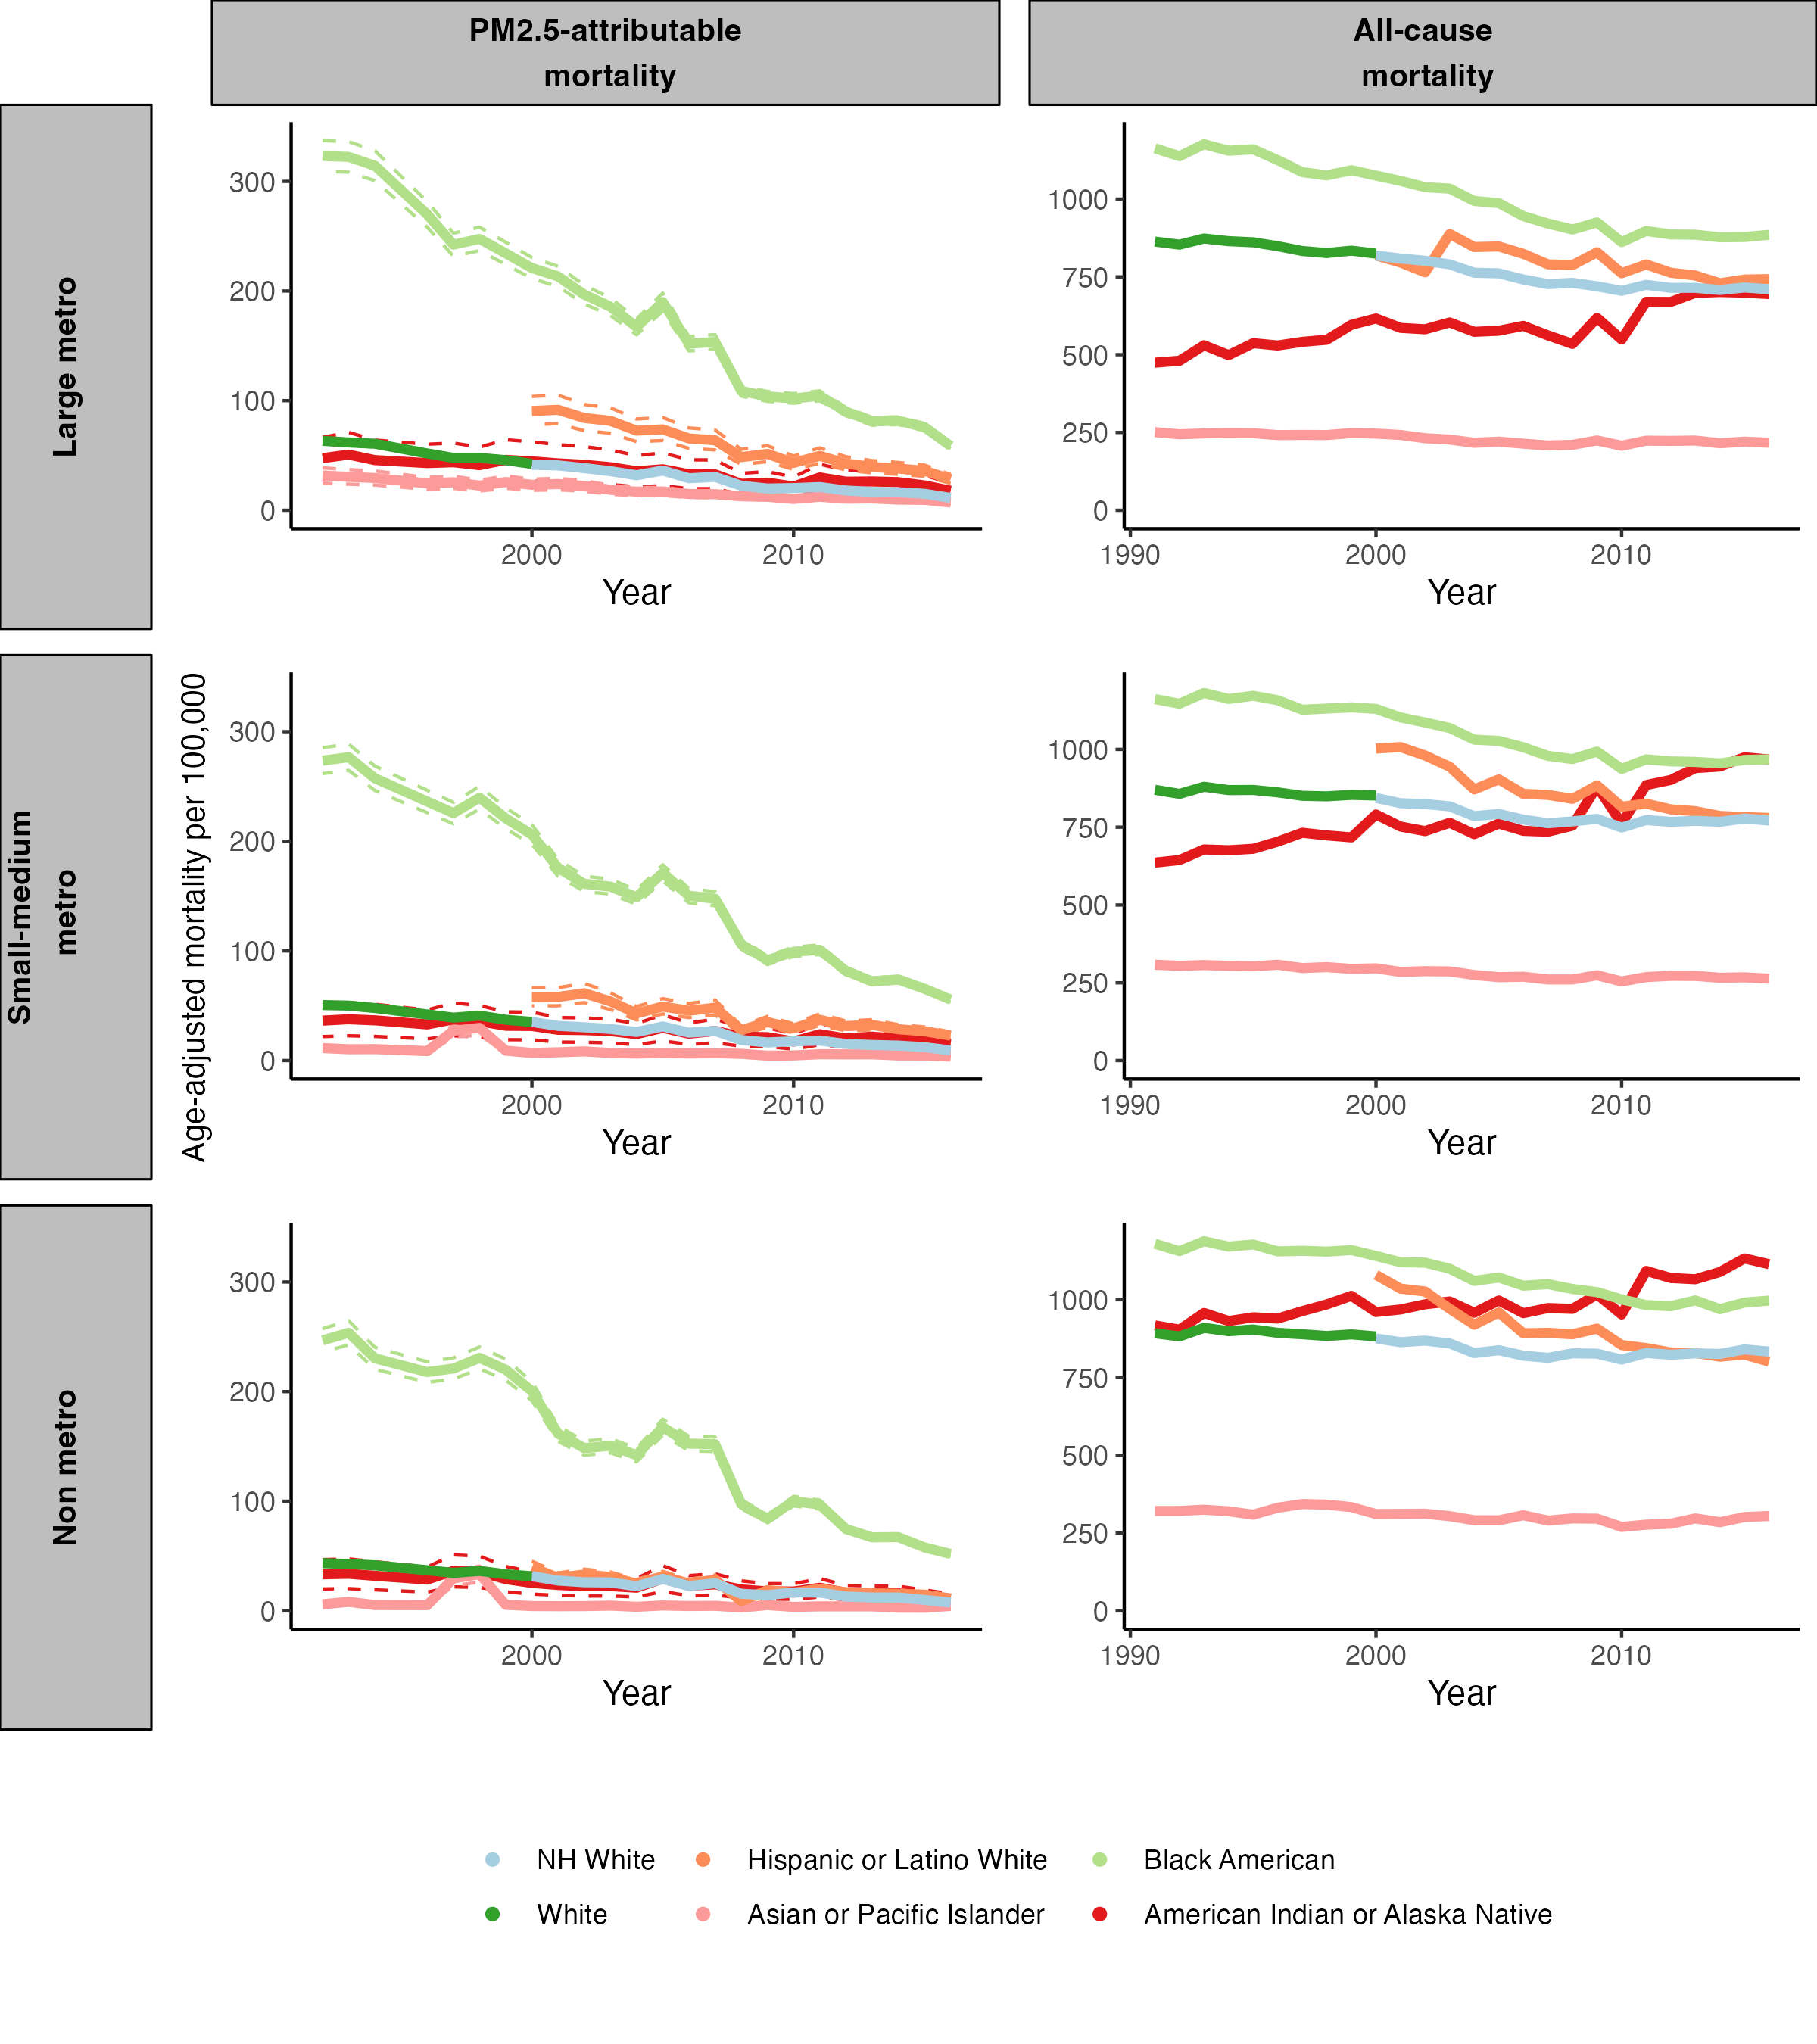 PM2.5-attributable
mortality
All-cause
mortality
Large metro
300
200
100
0
2000
2010
Year
1000
750
500
250
0
1990
2000
2010
Year
Small-medium
metro
Age-adjusted mortality per 100,000
300
200
100
0
2000
2010
Year
1000
750
500
250
0
1990
2000
2010
Year
Non metro
300
200
100
0
2000
2010
Year
1000
750
500
250
0
1990
2000
2010
Year
NH White
Hispanic or Latino White
Black American
White
Asian or Pacific Islander
American Indian or Alaska Native